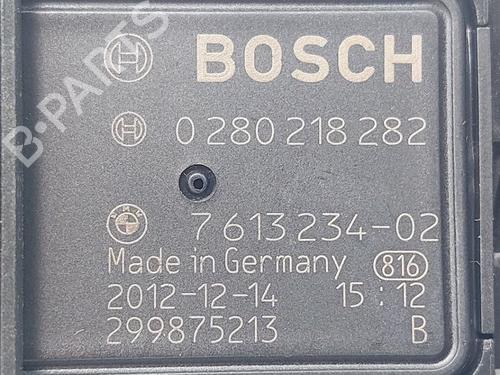 B-PARTS
BOSCH
0 280 218 282
BMW
7 613 234-02
Made in Germany 816
2012-12-14 15:12
299875213 B